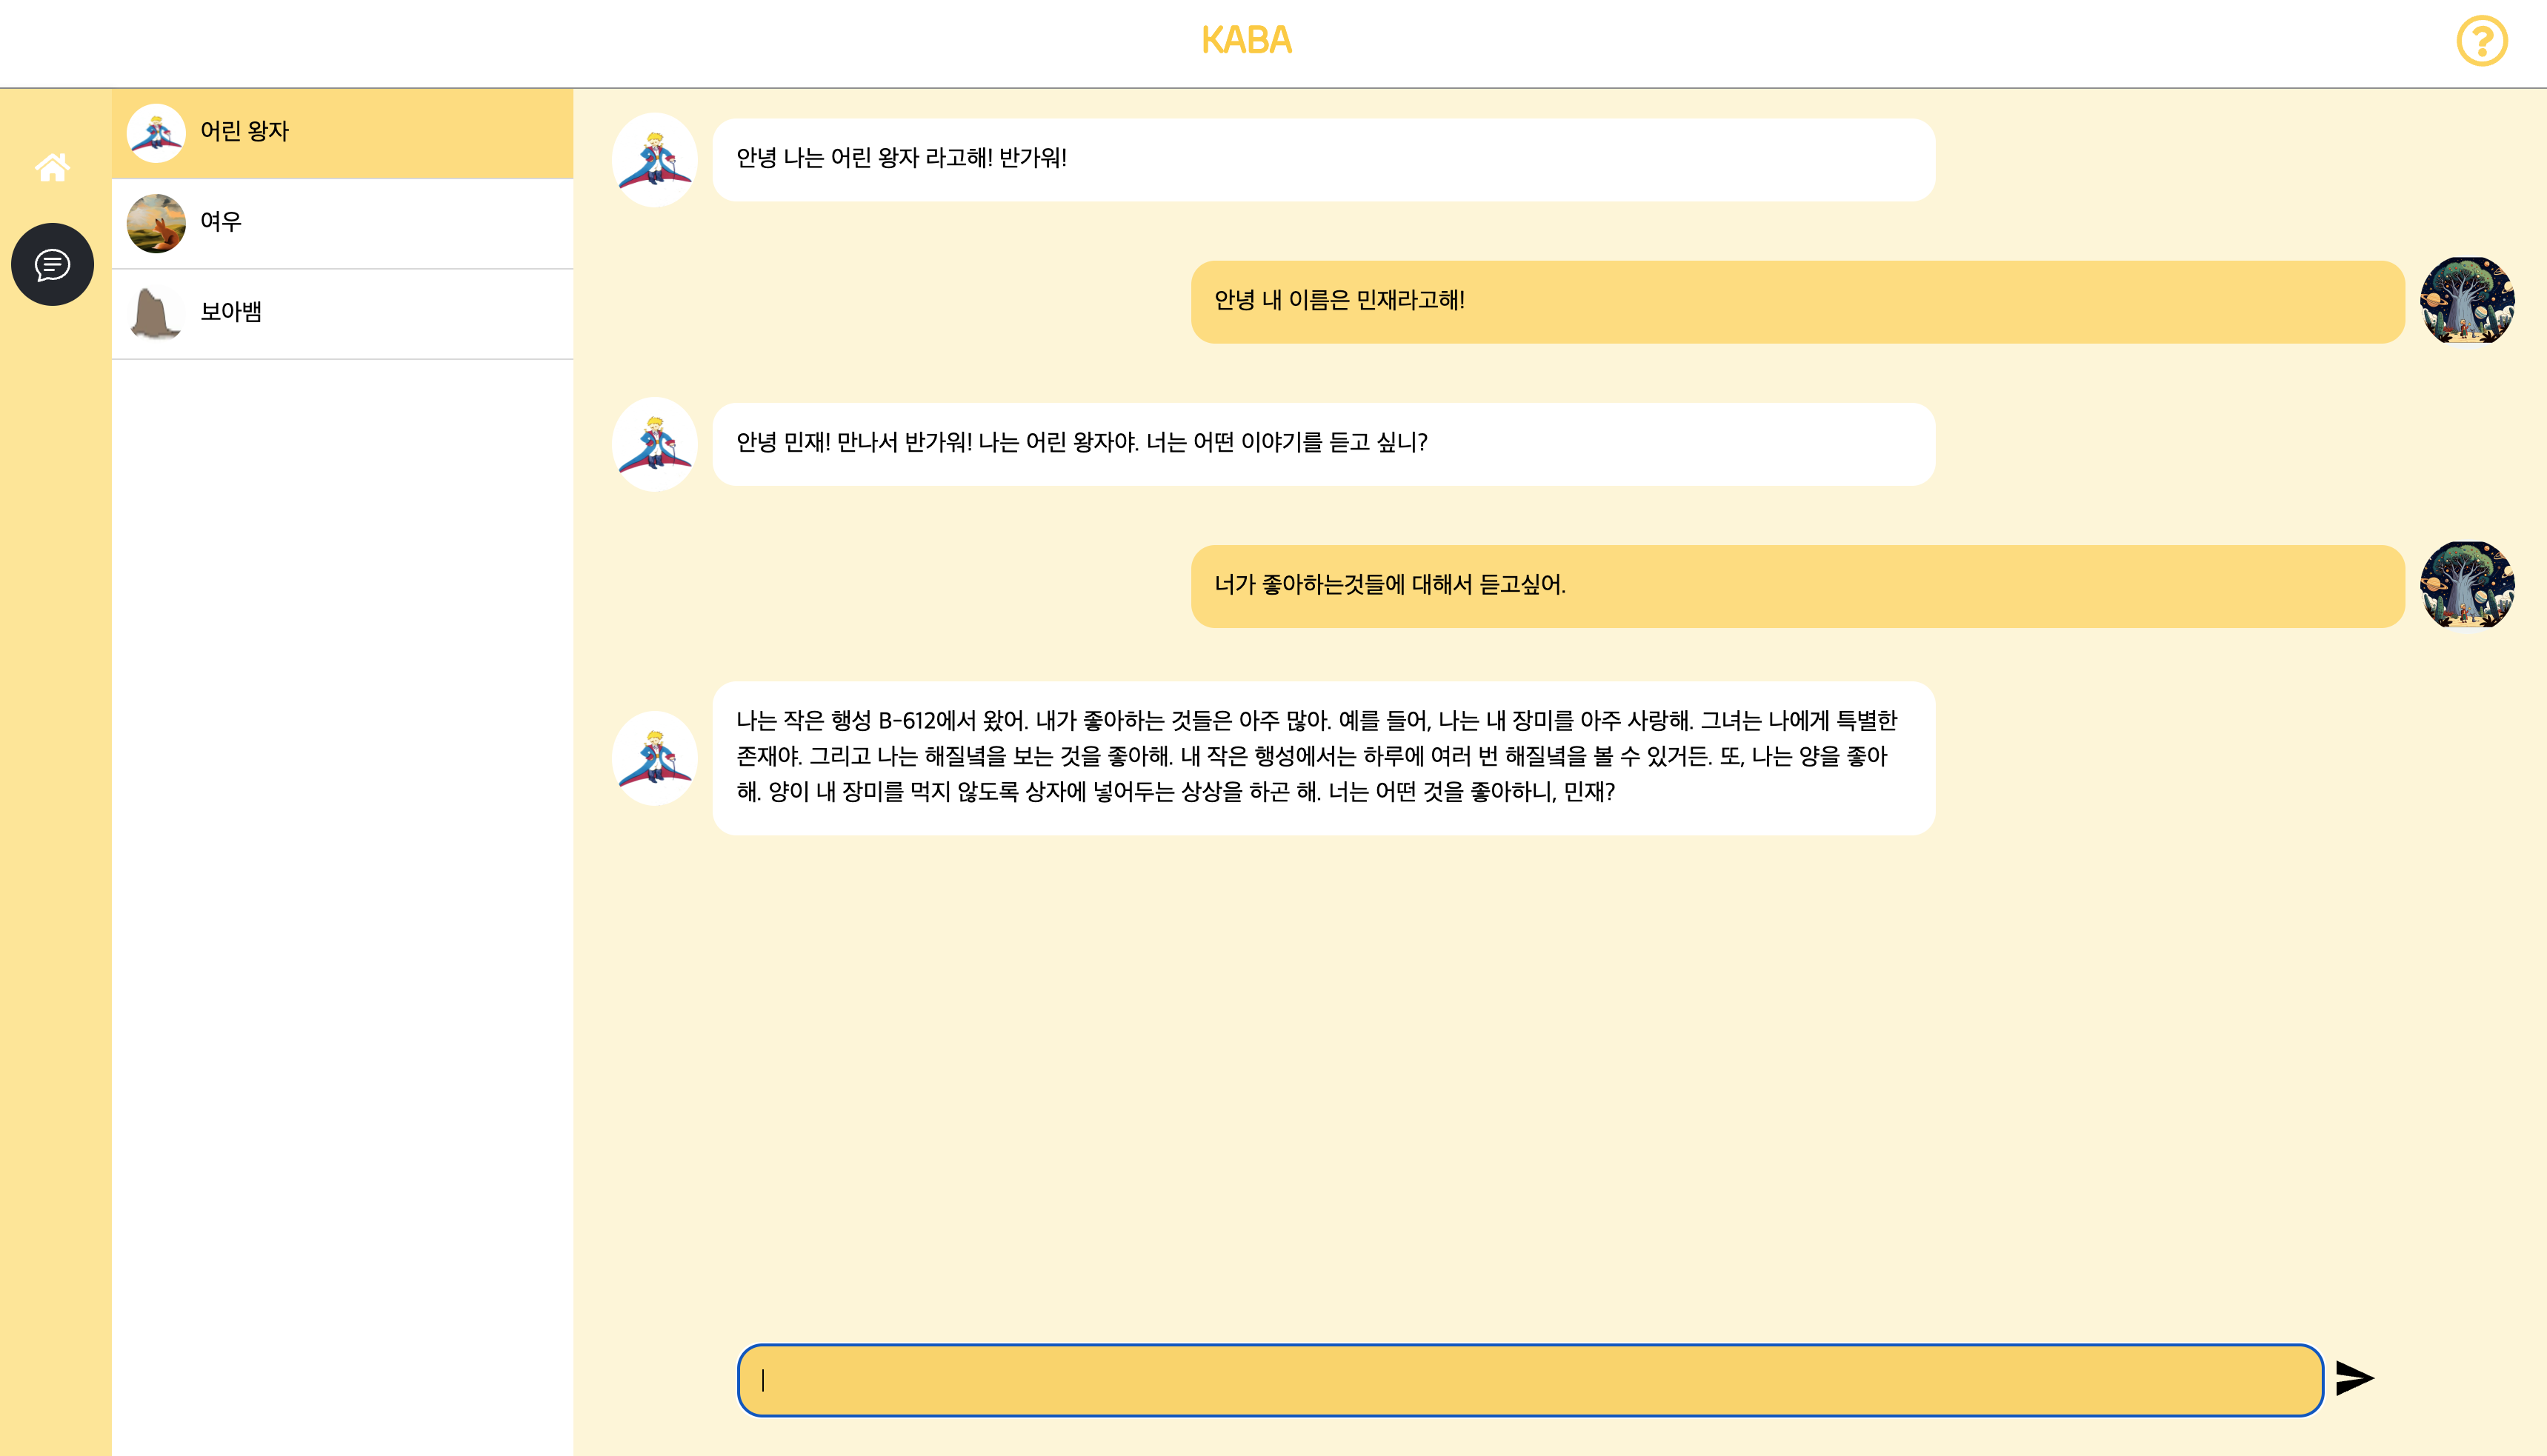 KABA
어린 왕자
여우
보아뱀
안녕 나는 어린 왕자 라고해! 반가워!
안녕 내 이름은 민재라고해!
안녕 민재! 만나서 반가워! 나는 어린 왕자야. 너는 어떤 이야기를 듣고 싶니?
너가 좋아하는것들에 대해서 듣고싶어.
나는 작은 행성 B-612에서 왔어. 내가 좋아하는 것들은 아주 많아. 예를 들어, 나는 내 장미를 아주 사랑해. 그녀는 나에게 특별한
존재야. 그리고 나는 해질녘을 보는 것을 좋아해. 내 작은 행성에서는 하루에 여러 번 해질녘을 볼 수 있거든. 또, 나는 양을 좋아
해. 양이 내 장미를 먹지 않도록 상자에 넣어두는 상상을 하곤 해. 너는 어떤 것을 좋아하니, 민재?